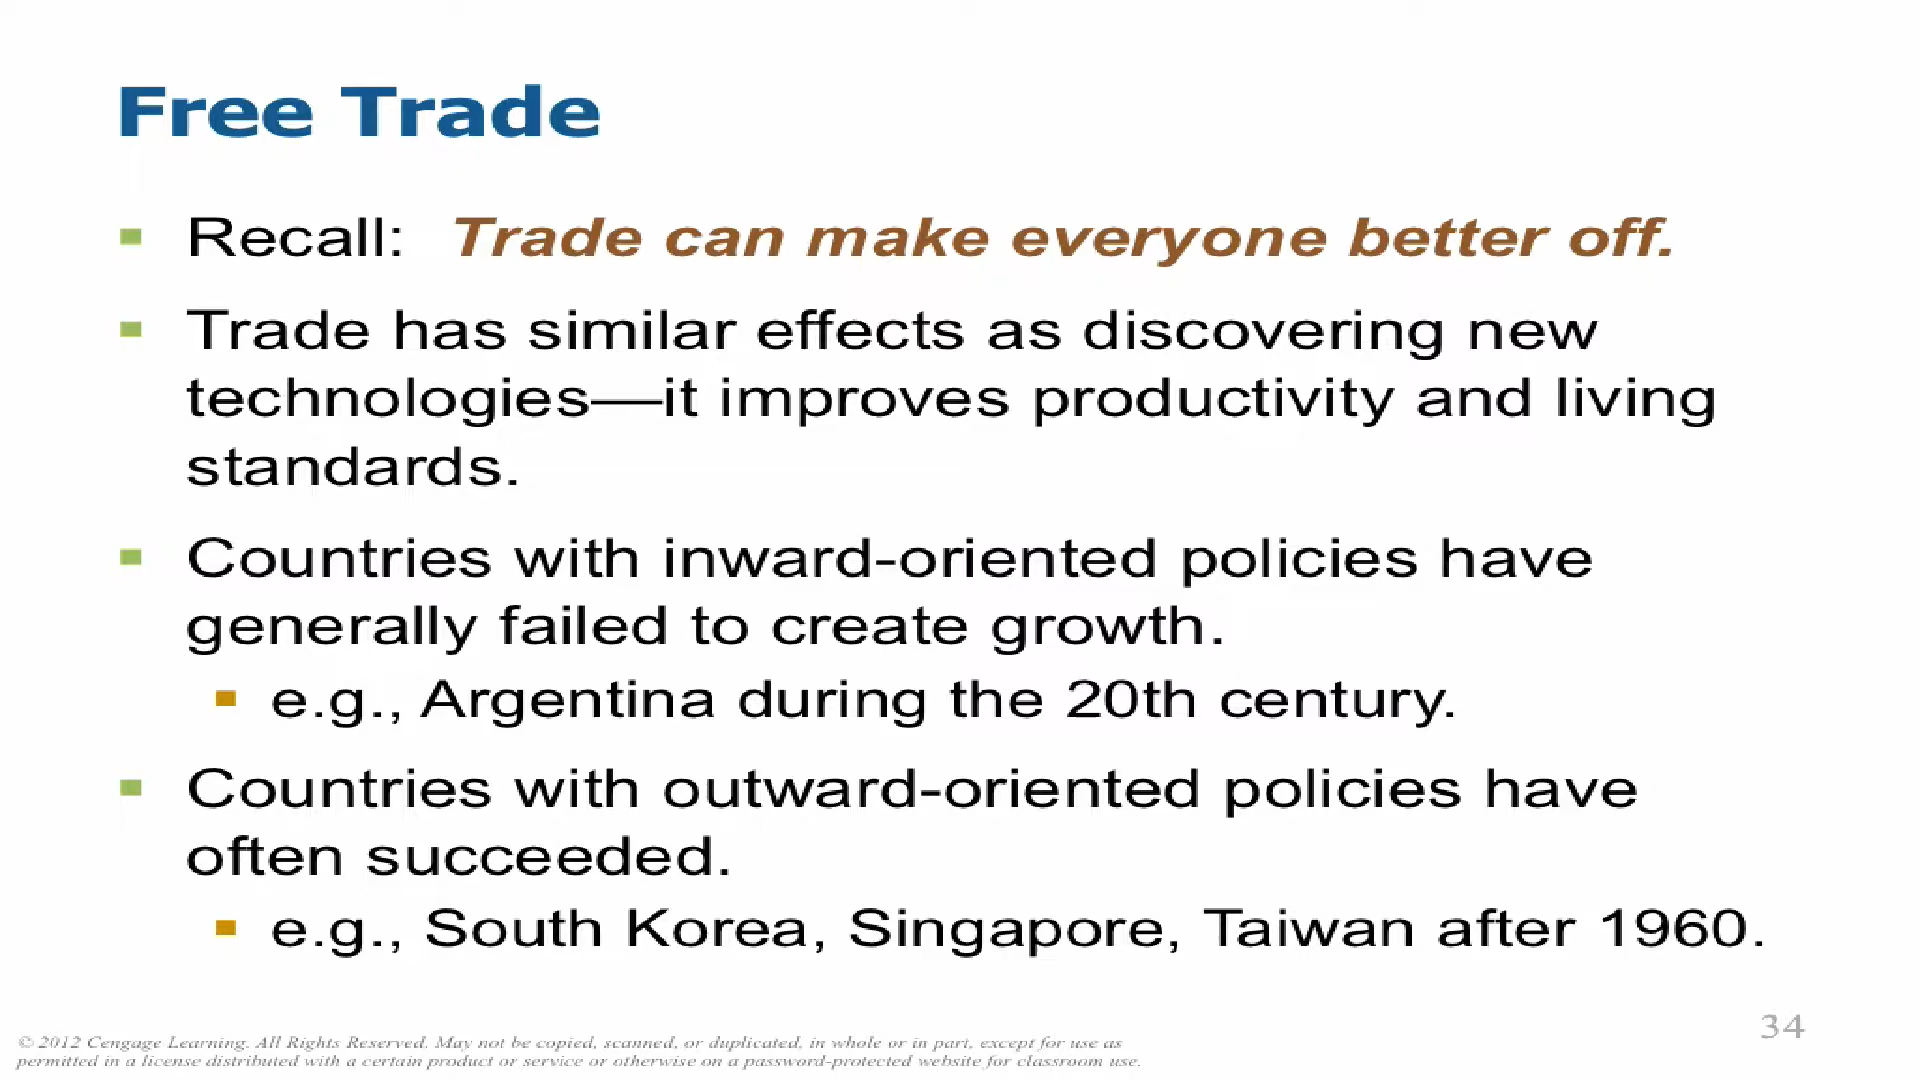 Free Trade
▪ Recall: Trade can make everyone better off.
▪ Trade has similar effects as discovering new
technologies—it improves productivity and living
standards.
▪ Countries with inward-oriented policies have
generally failed to create growth.
▪ e.g., Argentina during the 20th century.
▪ Countries with outward-oriented policies have
often succeeded.
▪ e.g., South Korea, Singapore, Taiwan after 1960.
34
© 2012 Cengage Learning. All Rights Reserved. May not be copied, scanned, or duplicated, in whole or in part, except for use as
permitted in a license distributed with a certain product or service or otherwise on a password-protected website for classroom use.